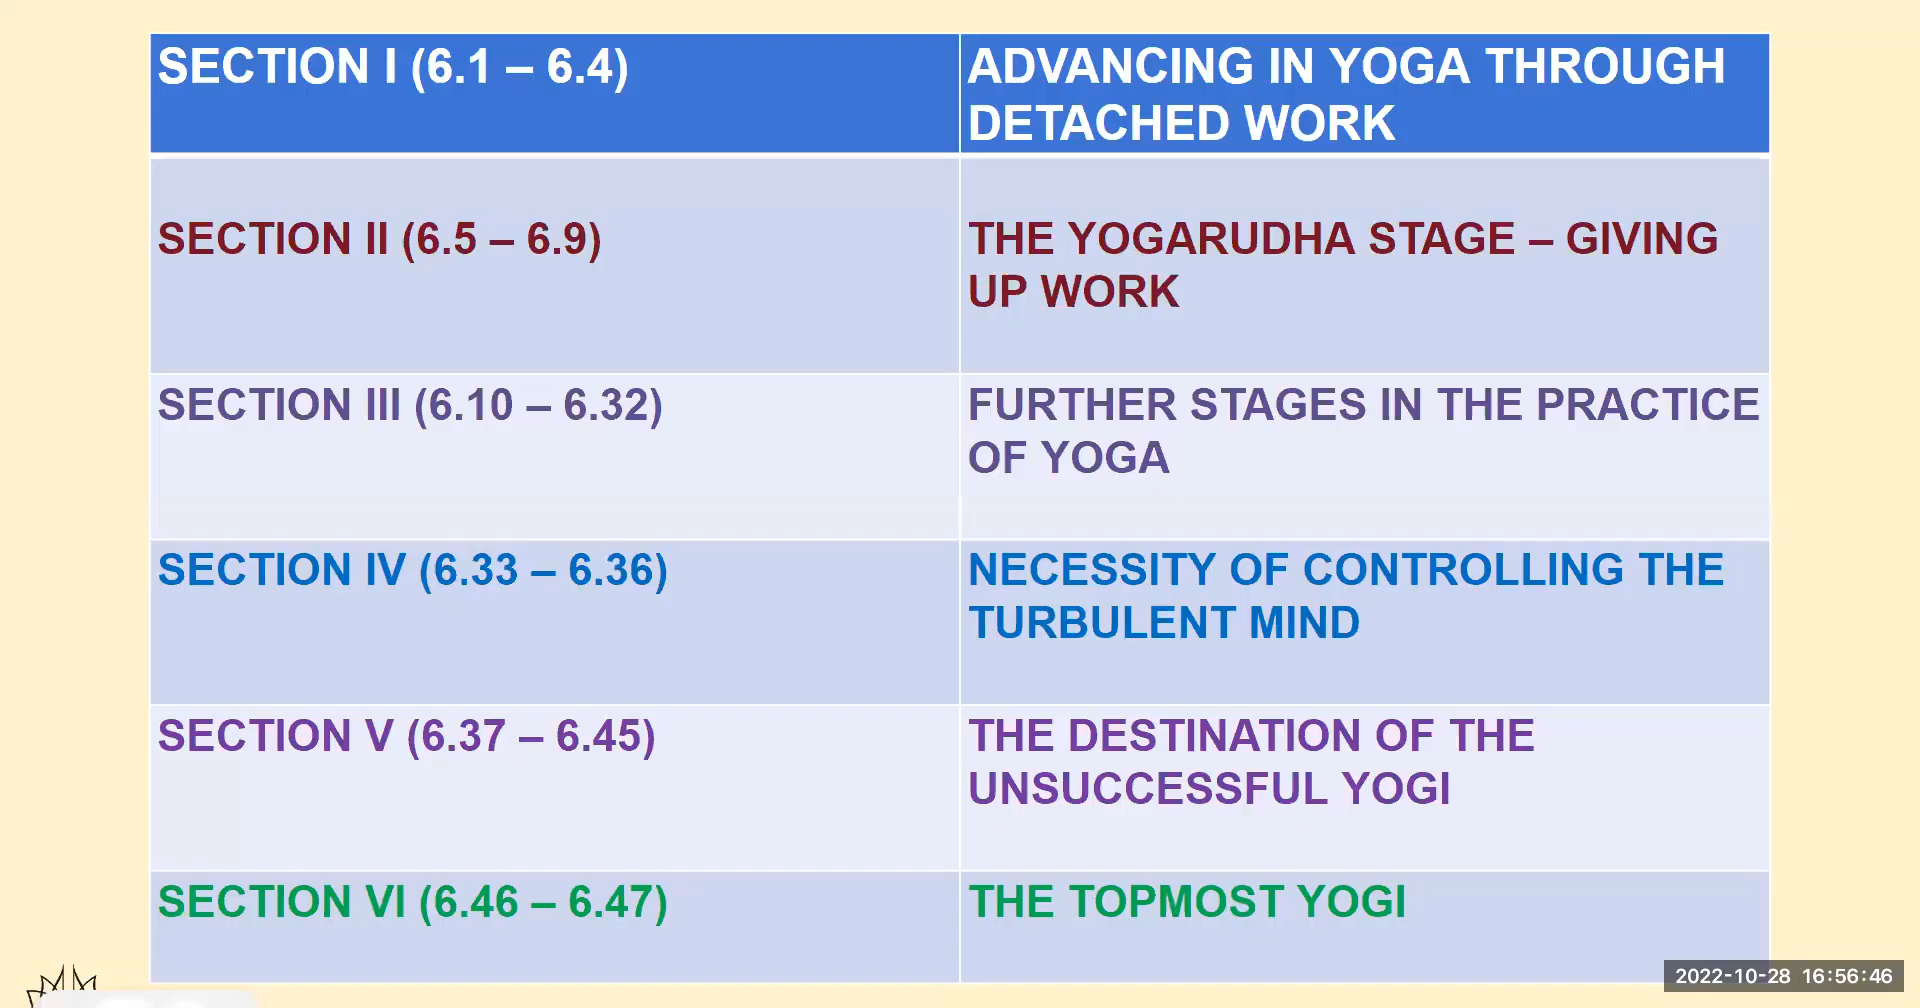 SECTION I (6.1 – 6.4)
ADVANCING IN YOGA THROUGH
DETACHED WORK
SECTION II (6.5 – 6.9)
THE YOGARUDHA STAGE – GIVING
UP WORK
SECTION III (6.10 – 6.32)
FURTHER STAGES IN THE PRACTICE
OF YOGA
SECTION IV (6.33 – 6.36)
NECESSITY OF CONTROLLING THE
TURBULENT MIND
SECTION V (6.37 – 6.45)
THE DESTINATION OF THE
UNSUCCESSFUL YOGI
SECTION VI (6.46 – 6.47)
THE TOPMOST YOGI
2022-10-28 16:56:46